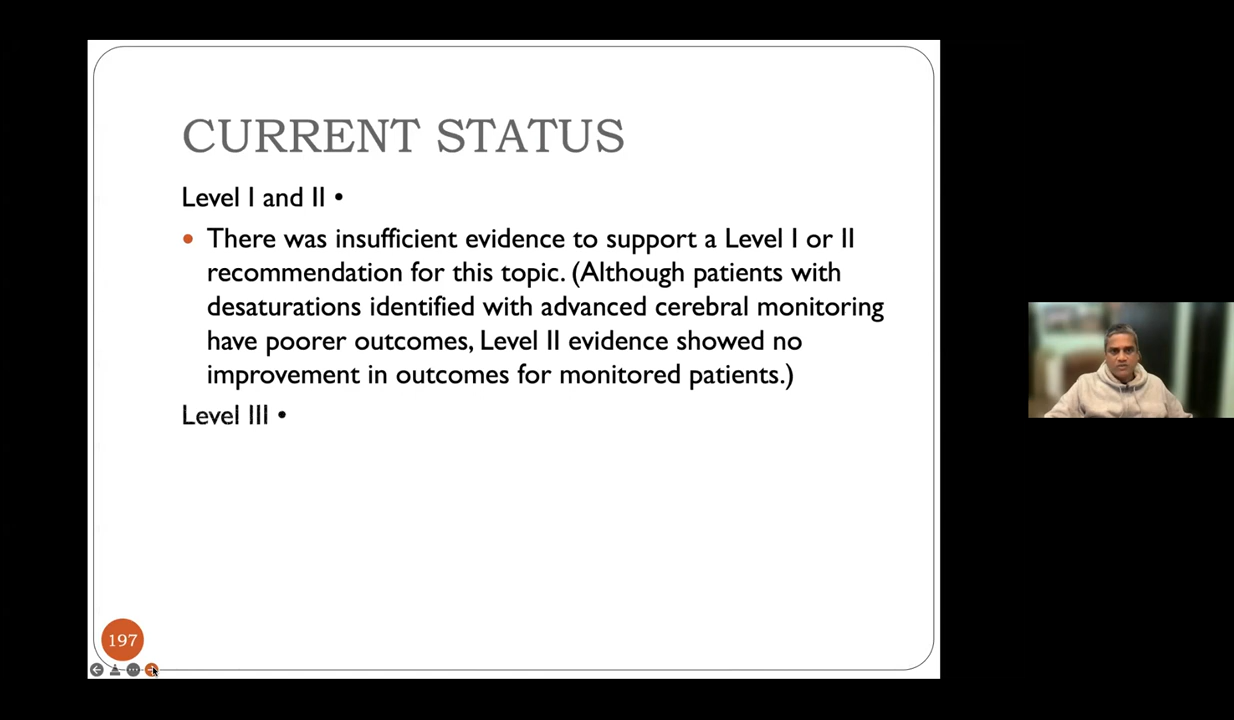 CURRENT STATUS
Level I and II •
• There was insufficient evidence to support a Level I or II
recommendation for this topic. (Although patients with
desaturations identified with advanced cerebral monitoring
have poorer outcomes, Level II evidence showed no
improvement in outcomes for monitored patients.)
Level III •
197